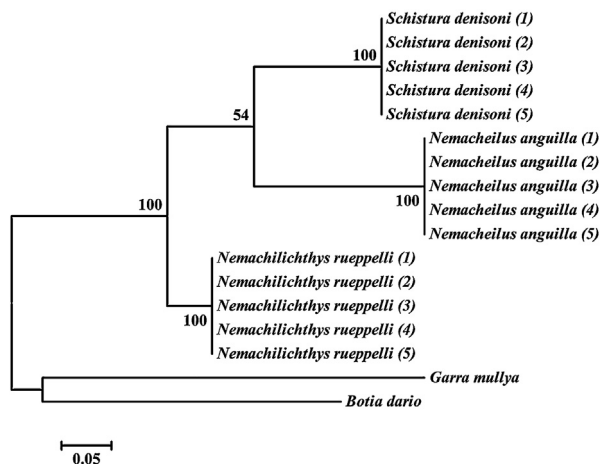 Schistura denisoni (1)
Schistura denisoni (2)
100
Schistura denisoni (3)
Schistura denisoni (4)
54
Schistura denisoni (5)
Nemacheilus anguilla (1)
Nemacheilus anguilla (2)
Nemacheilus anguilla (3)
100
Nemacheilus anguilla (4)
100
Nemacheilus anguilla (5)
Nemachilichthys rueppelli (1)
Nemachilichthys rueppelli (2)
Nemachilichthys rueppelli (3)
100
Nemachilichthys rueppelli (4)
Nemachilichthys rueppelli (5)
Garra mullya
Botia dario
0.05